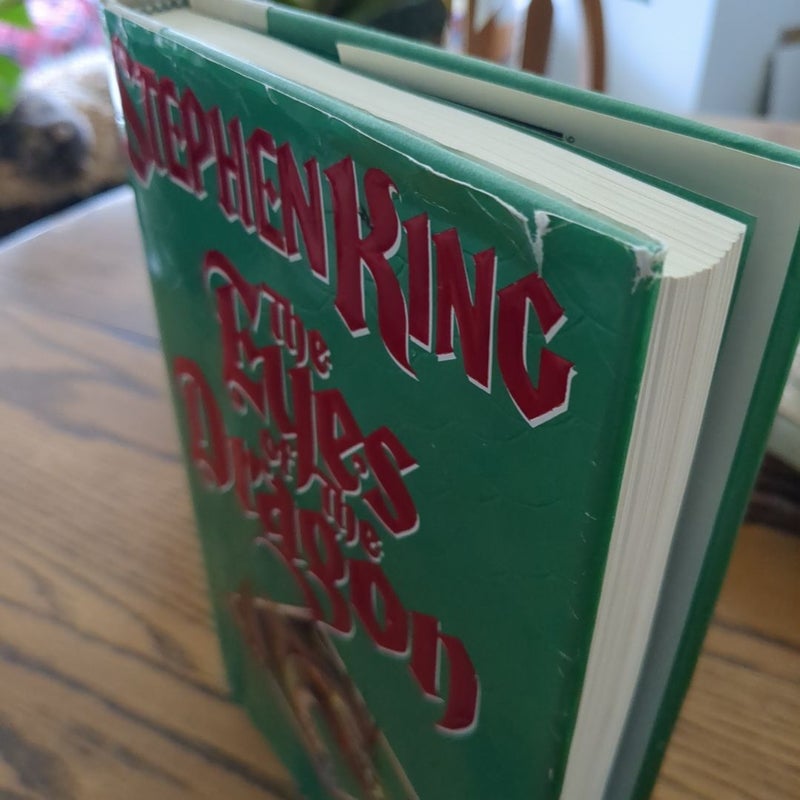 STEPHEN KING
The
Eyes
of
The
Dragon